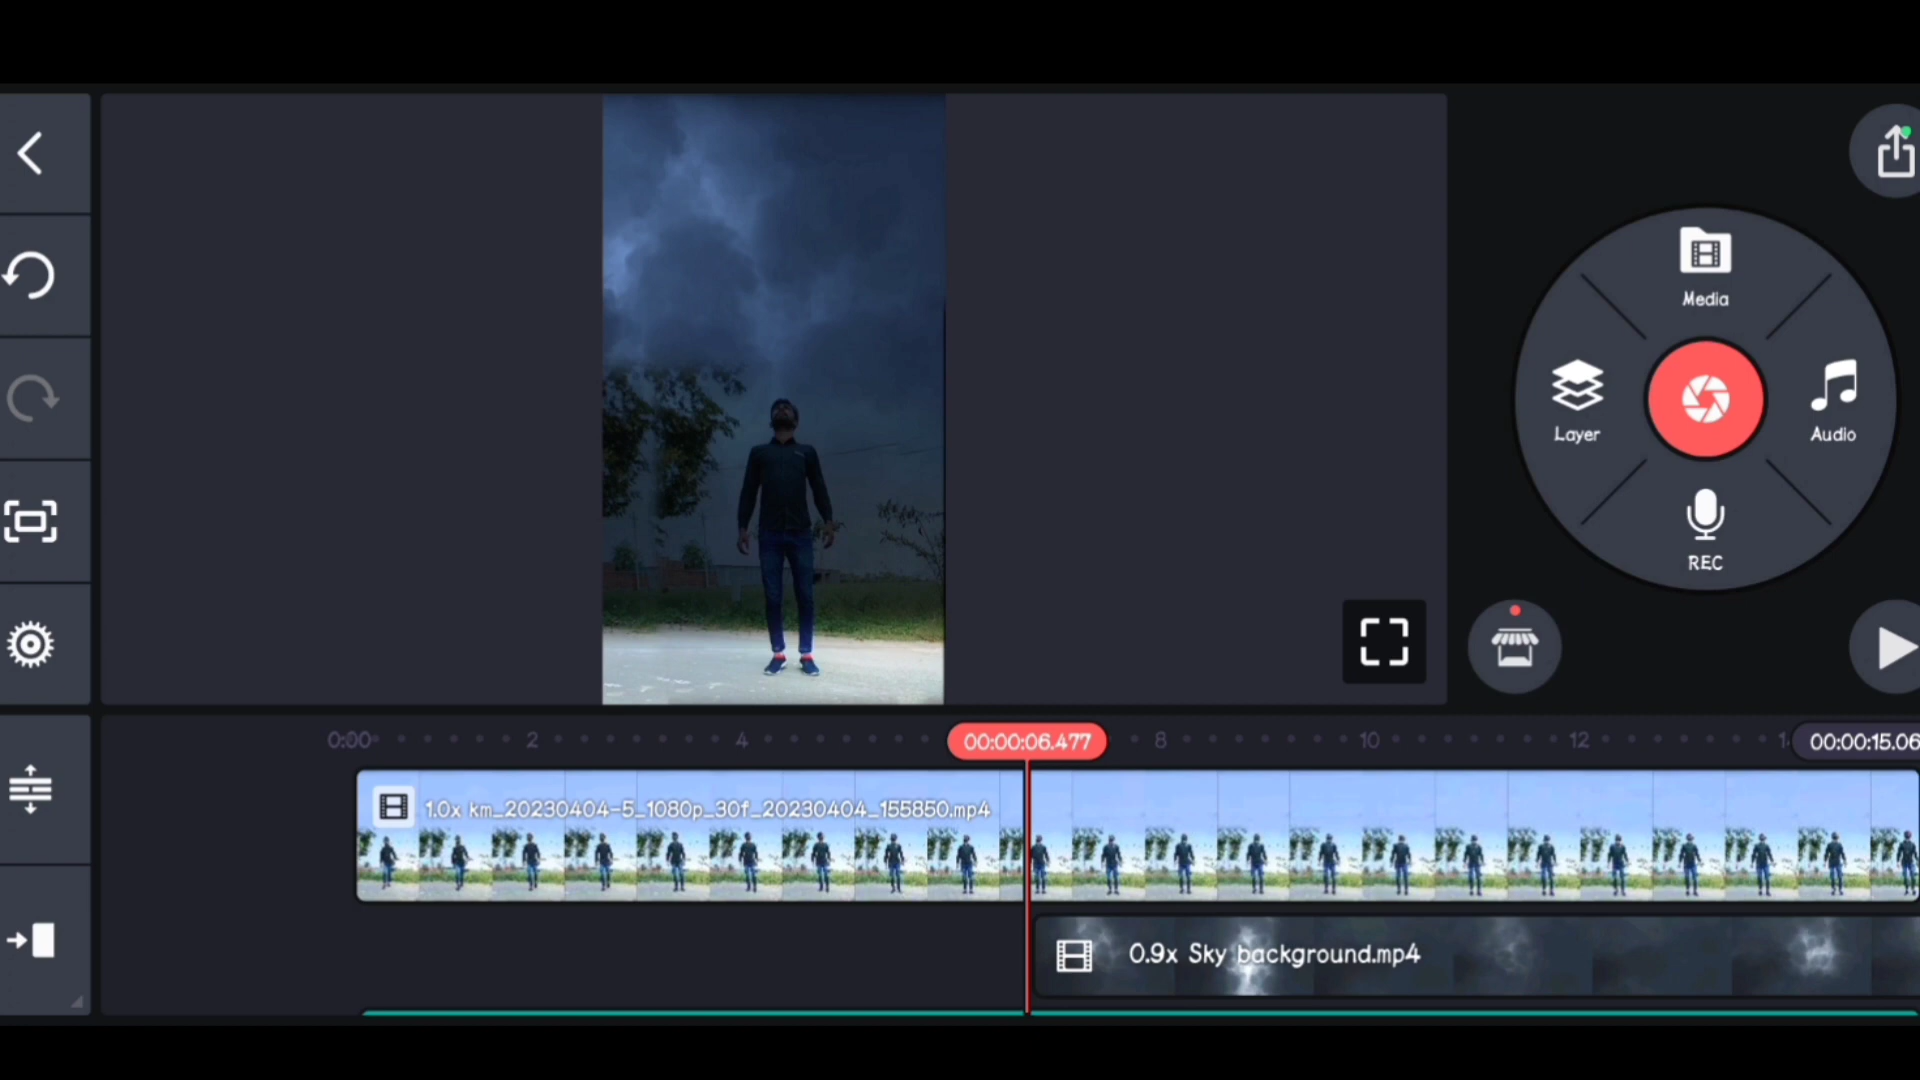 Media
Layer
Audio
REC
0:00 2 4 00:00:06.477 8 10 12 00:00:15.06
1.0x km_20230404-5_1080p_30f_20230404_155850.mp4
0.9x Sky background.mp4